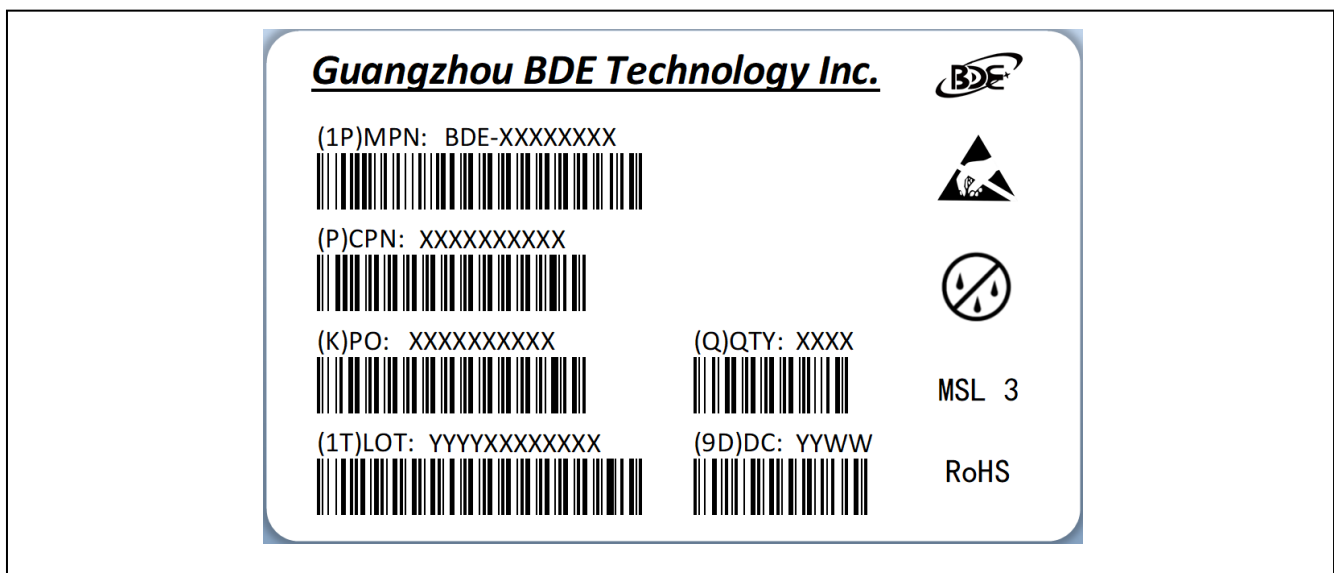 Guangzhou BDE Technology Inc.
BDE
(1P)MPN: BDE-XXXXXXXX
(P)CPN: XXXXXXXXXX
(K)PO: XXXXXXXXXX
(Q)QTY: XXXX
MSL 3
(1T)LOT: YYYYXXXXXXXX
(9D)DC: YYWW
RoHS